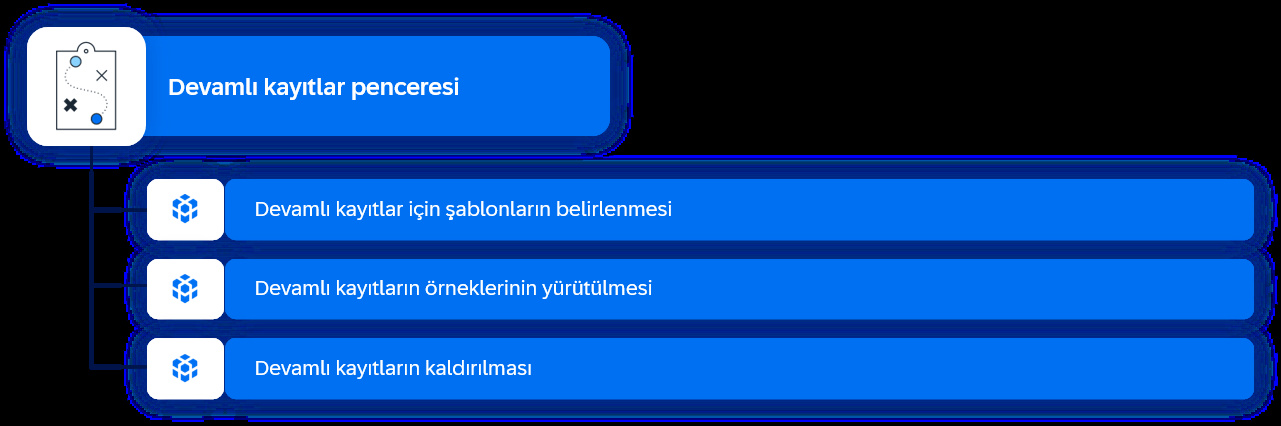 Devamlı kayıtlar penceresi
Devamlı kayıtlar için şablonların belirlenmesi
Devamlı kayıtların örneklerinin yürütülmesi
Devamlı kayıtların kaldırılması